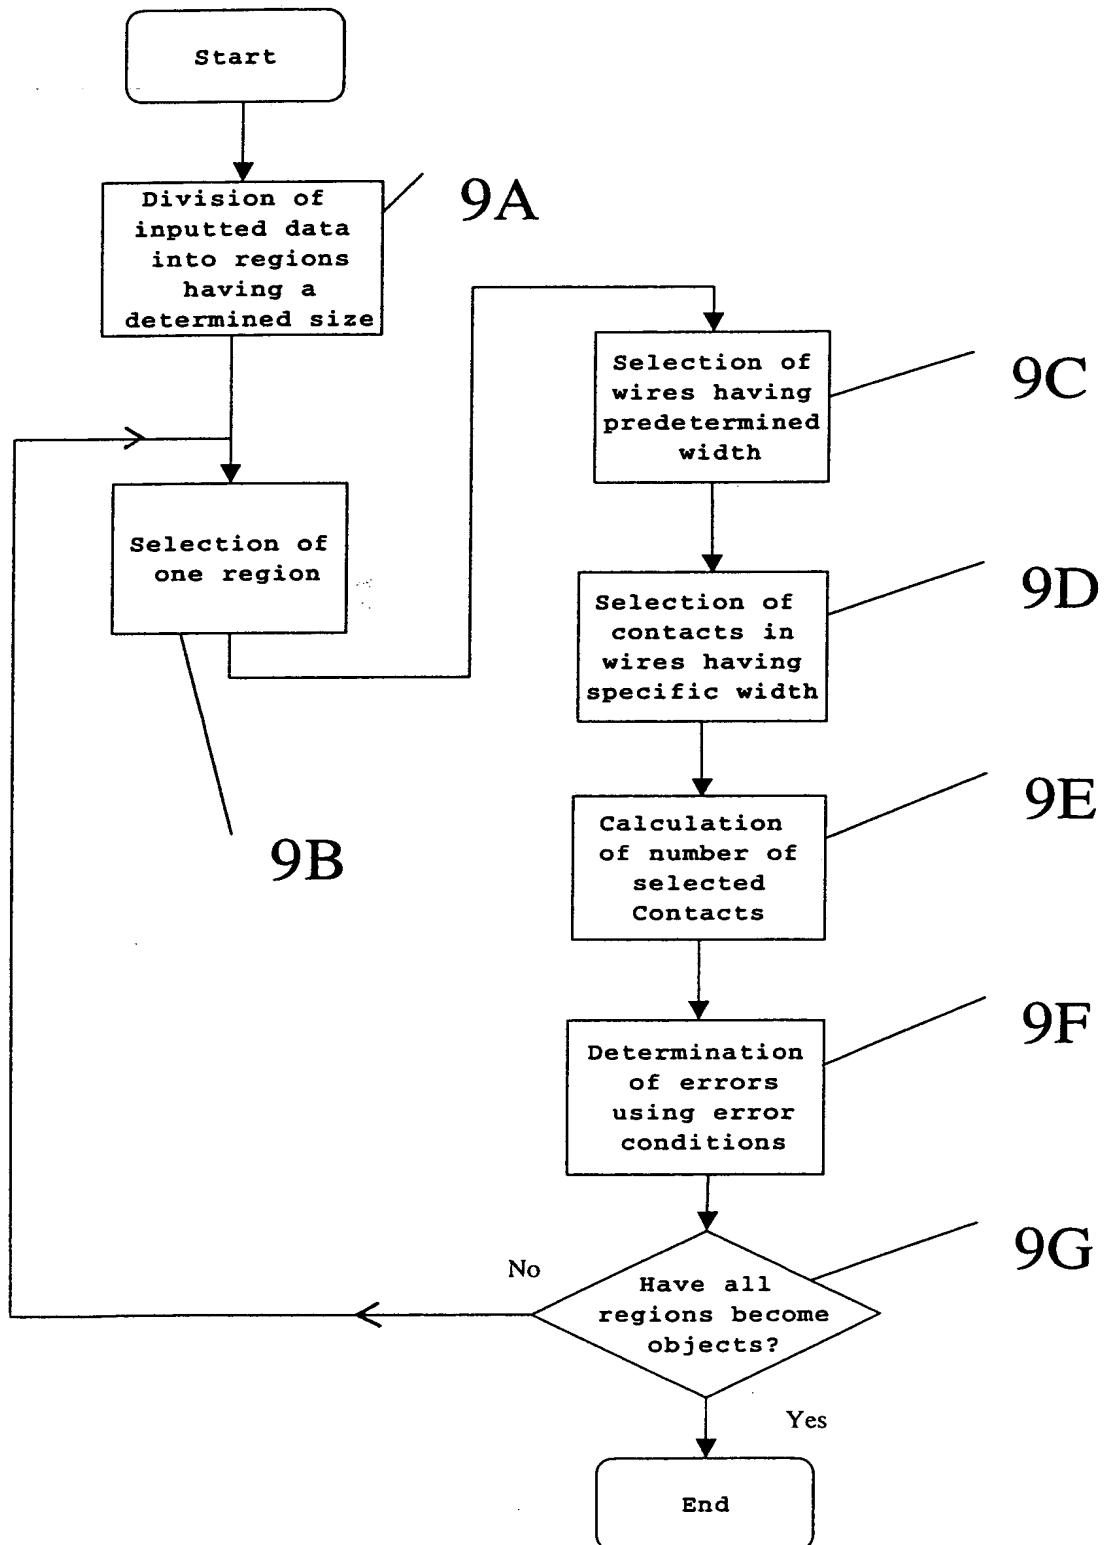 Start
Division of
inputted data
into regions
having a
determined size
9A
Selection of
one region
9B
Selection of
wires having
predetermined
width
9C
Selection of
contacts in
wires having
specific width
9D
Calculation
of number of
selected
Contacts
9E
Determination
of errors
using error
conditions
9F
Have all
regions become
objects?
9G
No
Yes
End